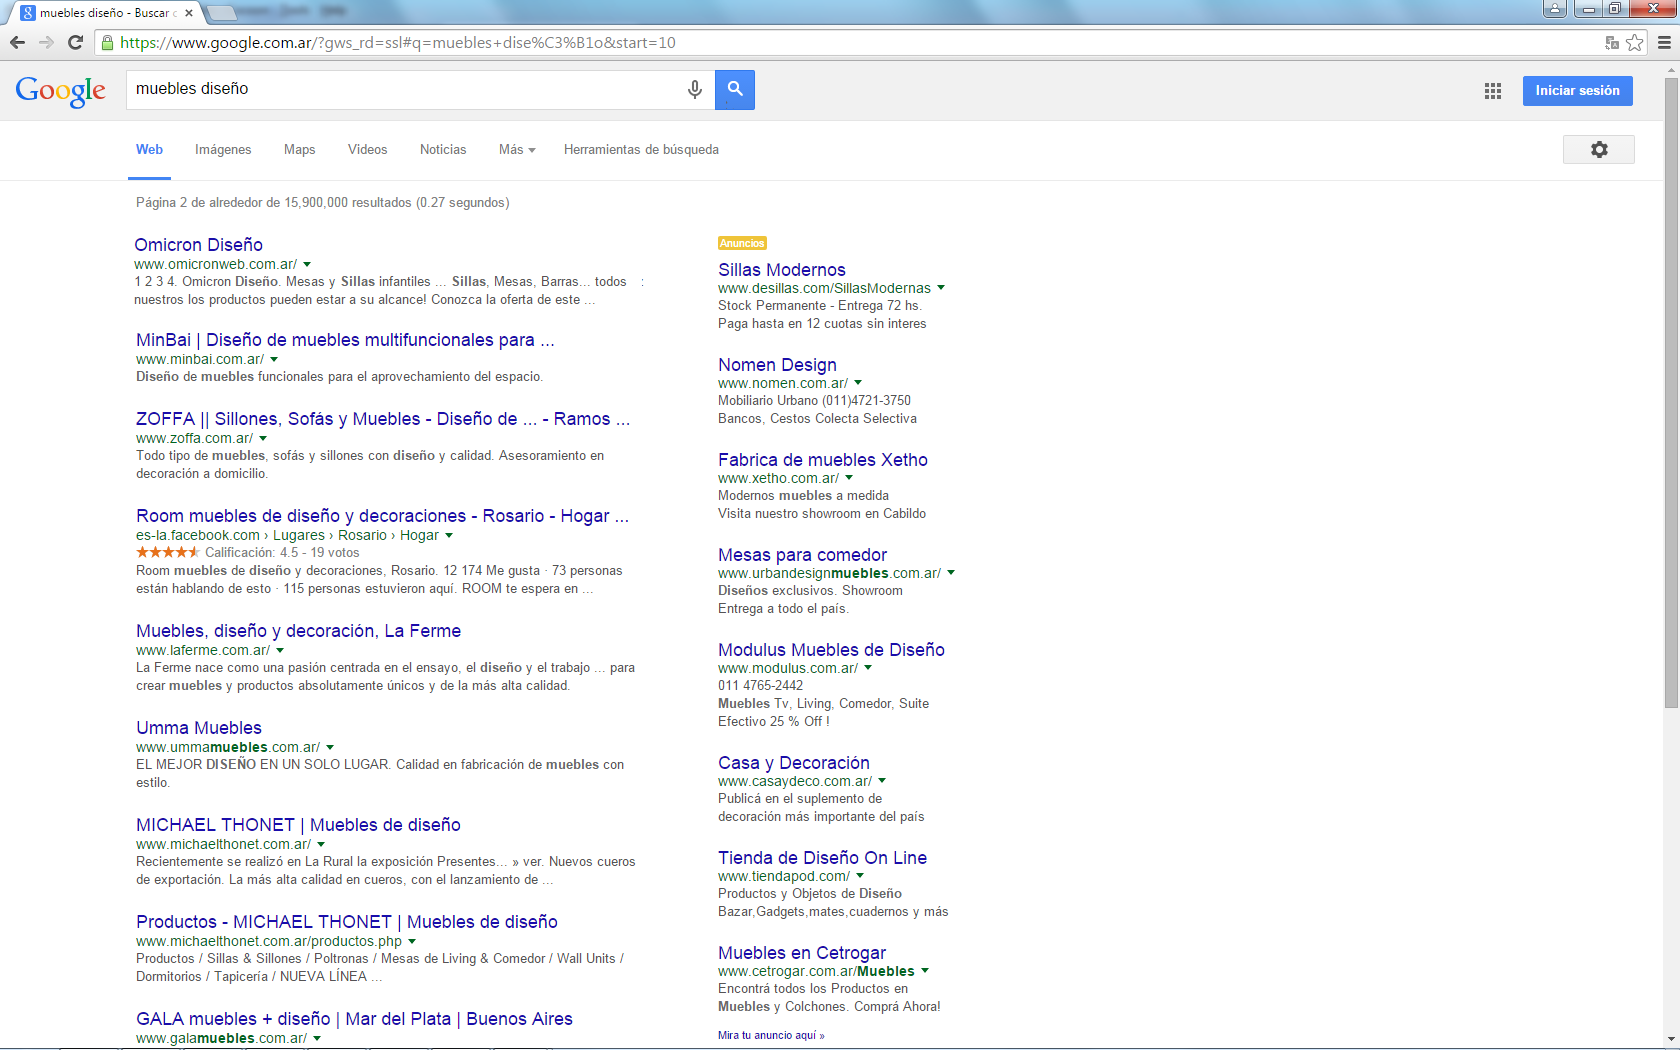 muebles diseño - Buscar c
https://www.google.com.ar/?gws_rd=ssl#q=muebles+dise%C3%B1o&start=10
Google
muebles diseño
Iniciar sesión
Web Imágenes Maps Videos Noticias Más Herramientas de búsqueda
Página 2 de alrededor de 15,900,000 resultados (0.27 segundos)
Omicron Diseño
www.omicronweb.com.ar/
1 2 3 4. Omicron Diseño. Mesas y Sillas infantiles ... Sillas, Mesas, Barras... todos :
nuestros los productos pueden estar a su alcance! Conozca la oferta de este ...
MinBai | Diseño de muebles multifuncionales para ...
www.minbai.com.ar/
Diseño de muebles funcionales para el aprovechamiento del espacio.
ZOFFA || Sillones, Sofás y Muebles - Diseño de ... - Ramos ...
www.zoffa.com.ar/
Todo tipo de muebles, sofás y sillones con diseño y calidad. Asesoramiento en
decoración a domicilio.
Room muebles de diseño y decoraciones - Rosario - Hogar ...
es-la.facebook.com › Lugares › Rosario › Hogar
Calificación: 4.5 - 19 votos
Room muebles de diseño y decoraciones, Rosario. 12 174 Me gusta · 73 personas
están hablando de esto · 115 personas estuvieron aquí. ROOM te espera en ...
Muebles, diseño y decoración, La Ferme
www.laferme.com.ar/
La Ferme nace como una pasión centrada en el ensayo, el diseño y el trabajo ... para
crear muebles y productos absolutamente únicos y de la más alta calidad.
Umma Muebles
www.ummamuebles.com.ar/
EL MEJOR DISEÑO EN UN SOLO LUGAR. Calidad en fabricación de muebles con
estilo.
MICHAEL THONET | Muebles de diseño
www.michaelthonet.com.ar/
Recientemente se realizó en La Rural la exposición Presentes... » ver. Nuevos cueros
de exportación. La más alta calidad en cueros, con el lanzamiento de ...
Productos - MICHAEL THONET | Muebles de diseño
www.michaelthonet.com.ar/productos.php
Productos / Sillas & Sillones / Poltronas / Mesas de Living & Comedor / Wall Units /
Dormitorios / Tapicería / NUEVA LÍNEA ...
GALA muebles + diseño | Mar del Plata | Buenos Aires
www.galamuebles.com.ar/
Anuncios
Sillas Modernos
www.desillas.com/SillasModernas
Stock Permanente - Entrega 72 hs.
Paga hasta en 12 cuotas sin interes
Nomen Design
www.nomen.com.ar/
Mobiliario Urbano (011)4721-3750
Bancos, Cestos Colecta Selectiva
Fabrica de muebles Xetho
www.xetho.com.ar/
Modernos muebles a medida
Visita nuestro showroom en Cabildo
Mesas para comedor
www.urbandesignmuebles.com.ar/
Diseños exclusivos. Showroom
Entrega a todo el país.
Modulus Muebles de Diseño
www.modulus.com.ar/
011 4765-2442
Muebles Tv, Living, Comedor, Suite
Efectivo 25 % Off !
Casa y Decoración
www.casaydeco.com.ar/
Publicá en el suplemento de
decoración más importante del país
Tienda de Diseño On Line
www.tiendapod.com/
Productos y Objetos de Diseño
Bazar,Gadgets,mates,cuadernos y más
Muebles en Cetrogar
www.cetrogar.com.ar/Muebles
Encontrá todos los Productos en
Muebles y Colchones. Comprá Ahora!
Mira tu anuncio aquí »